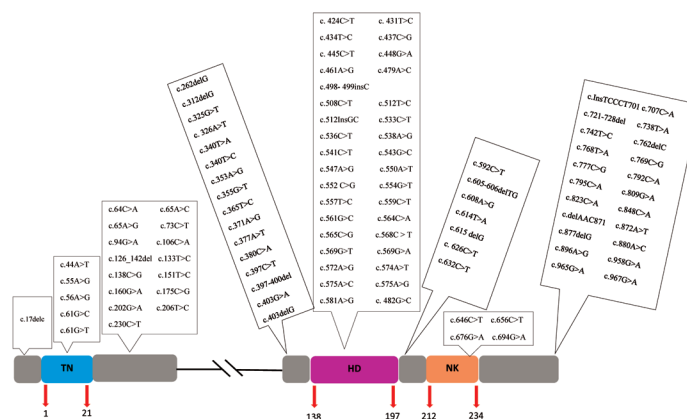 c.17delc
c.44A>T
c.55A>G
c.56A>G
c.61G>C
c.61G>T
c.64C>A c.65A>C
c.65A>G c.73C>T
c.94G>A c.106C>A
c.126_142del c.133T>C
c.138C>G c.151T>C
c.160G>A c.175C>G
c.202G>A c.206T>C
c.230C>T
c.262delG
c.312delG
c.325G>T
c. 326A>T
c.340T>A
c.340T>C
c.353A>G
c.355G>T
c.365T>C
c.371A>G
c.377A>T
c.380C>A
c.397C>T
c.397-400del
c.403G>A
c.403delG
c. 424C>T c. 431T>C
c.434T>C c.437C>G
c. 445C>T c.448G>A
c.461A>G c.479A>C
c.498- 499insC
c.508C>T c.512T>C
c.512InsGC c.533C>T
c.536C>T c.538A>G
c.541C>T c.543G>C
c.547A>G c.550A>T
c.552 C>G c.554G>T
c.557T>C c.559C>T
c.561G>C c.564C>A
c.565C>G c.568C > T
c.569G>T c.569G>A
c.572A>G c.574A>T
c.575A>C c.575A>G
c.581A>G c. 482G>C
c.592C>T
c.605-606delTG
c.608A>G
c.614T>A
c.615 delG
c. 626C>T
c.632C>T
c.646C>T c.656C>T
c.676G>A c.694G>A
c.InsTCCCT701 c.707C>A
c.721-728del c.738T>A
c.742T>C c.762delC
c.768T>A c.769C>G
c.777C>G c.792C>A
c.795C>A c.809G>A
c.823C>A c.848C>A
c.delAAC871 c.872A>T
c.877delG c.880A>C
c.896A>G c.958G>A
c.965G>A c.967G>A
TN HD NK
1 21 138 197 212 234